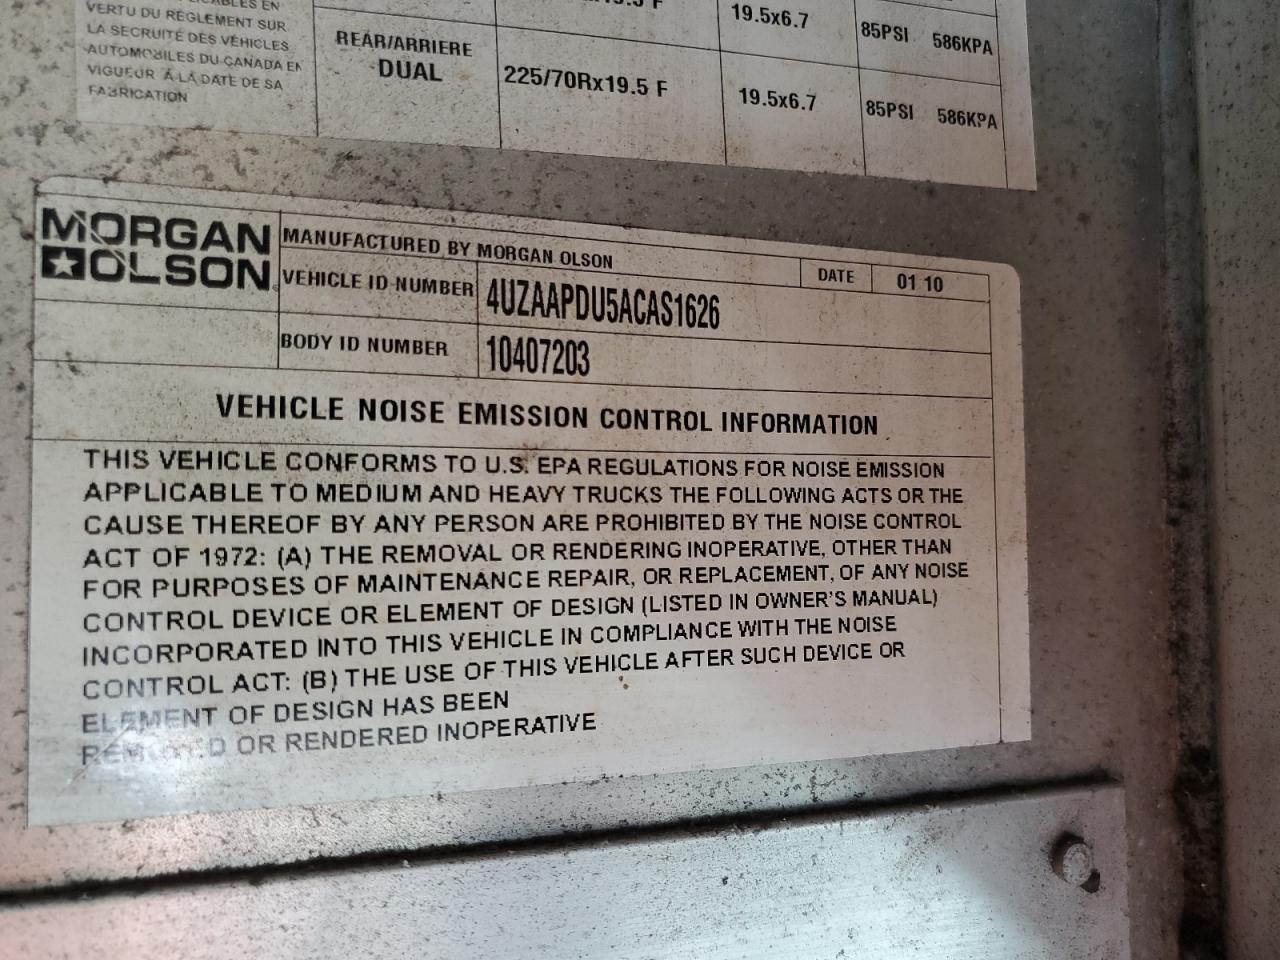 EN
VERTU DU RÉGLEMENT SUR
LA SECRUITÉ DES VÉHICLES
AUTOMOBILES DU CANADA EN
VIGUEUR À LA DATE DE SA
FABRICATION
19.5x6.7 85PSI 586KPA
REAR/ARRIERE
DUAL
225/70Rx19.5 F 19.5x6.7 85PSI 586KPA
MORGAN
OLSON
MANUFACTURED BY MORGAN OLSON DATE 01 10
VEHICLE ID NUMBER 4UZAAPDU5ACAS1626
BODY ID NUMBER 10407203
VEHICLE NOISE EMISSION CONTROL INFORMATION
THIS VEHICLE CONFORMS TO U.S. EPA REGULATIONS FOR NOISE EMISSION
APPLICABLE TO MEDIUM AND HEAVY TRUCKS THE FOLLOWING ACTS OR THE
CAUSE THEREOF BY ANY PERSON ARE PROHIBITED BY THE NOISE CONTROL
ACT OF 1972: (A) THE REMOVAL OR RENDERING INOPERATIVE, OTHER THAN
FOR PURPOSES OF MAINTENANCE REPAIR, OR REPLACEMENT, OF ANY NOISE
CONTROL DEVICE OR ELEMENT OF DESIGN (LISTED IN OWNER'S MANUAL)
INCORPORATED INTO THIS VEHICLE IN COMPLIANCE WITH THE NOISE
CONTROL ACT: (B) THE USE OF THIS VEHICLE AFTER SUCH DEVICE OR
ELEMENT OF DESIGN HAS BEEN
REMOVED OR RENDERED INOPERATIVE